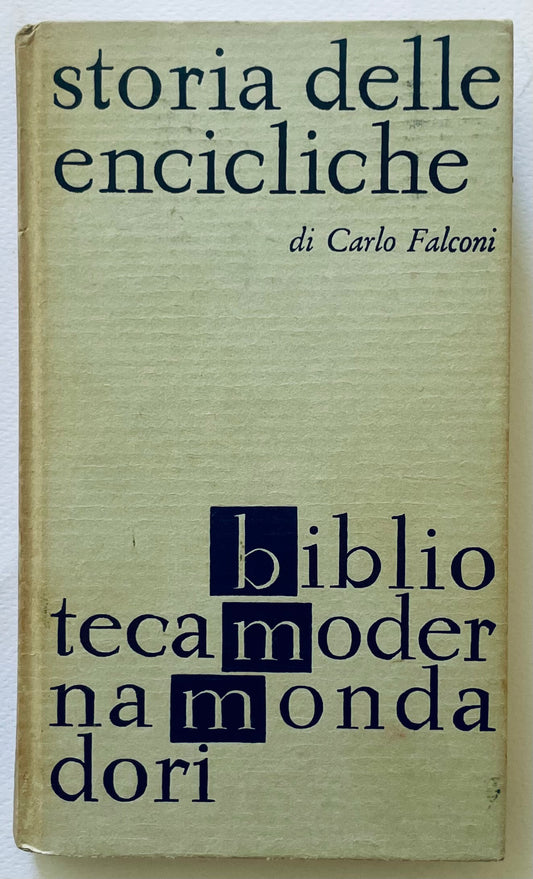 storia delle
encicliche
di Carlo Falconi
biblio
tecamoder
namonda
dori